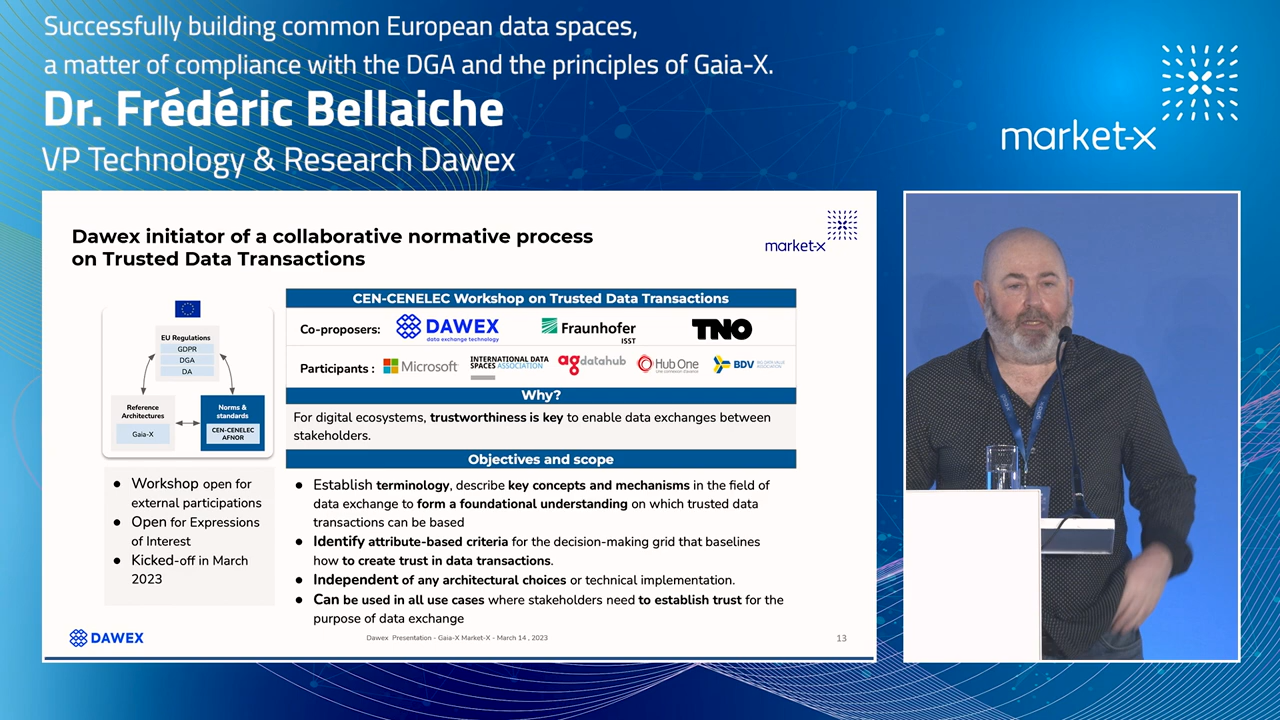 Successfully building common European data spaces,
a matter of compliance with the DGA and the principles of Gaia-X.
Dr. Frédéric Bellaiche
VP Technology & Research Dawex
market-x
Dawex initiator of a collaborative normative process
on Trusted Data Transactions
market-x
EU Regulations
GDPR
DGA
DA
Reference
Architectures
Gaia-X
Norms &
standards
CEN-CENELEC
AFNOR
● Workshop open for
external participations
● Open for Expressions
of Interest
● Kicked-off in March
2023
CEN-CENELEC Workshop on Trusted Data Transactions
Co-proposers:
DAWEX
data exchange technology
Fraunhofer
ISST
TNO
Participants :
Microsoft
INTERNATIONAL DATA
SPACES ASSOCIATION
agdatahub
Hub One
BDV
Why?
For digital ecosystems, trustworthiness is key to enable data exchanges between
stakeholders.
Objectives and scope
● Establish terminology, describe key concepts and mechanisms in the field of
data exchange to form a foundational understanding on which trusted data
transactions can be based
● Identify attribute-based criteria for the decision-making grid that baselines
how to create trust in data transactions.
● Independent of any architectural choices or technical implementation.
● Can be used in all use cases where stakeholders need to establish trust for the
purpose of data exchange
DAWEX
Dawex Presentation - Gaia-X Market-X - March 14 , 2023
13